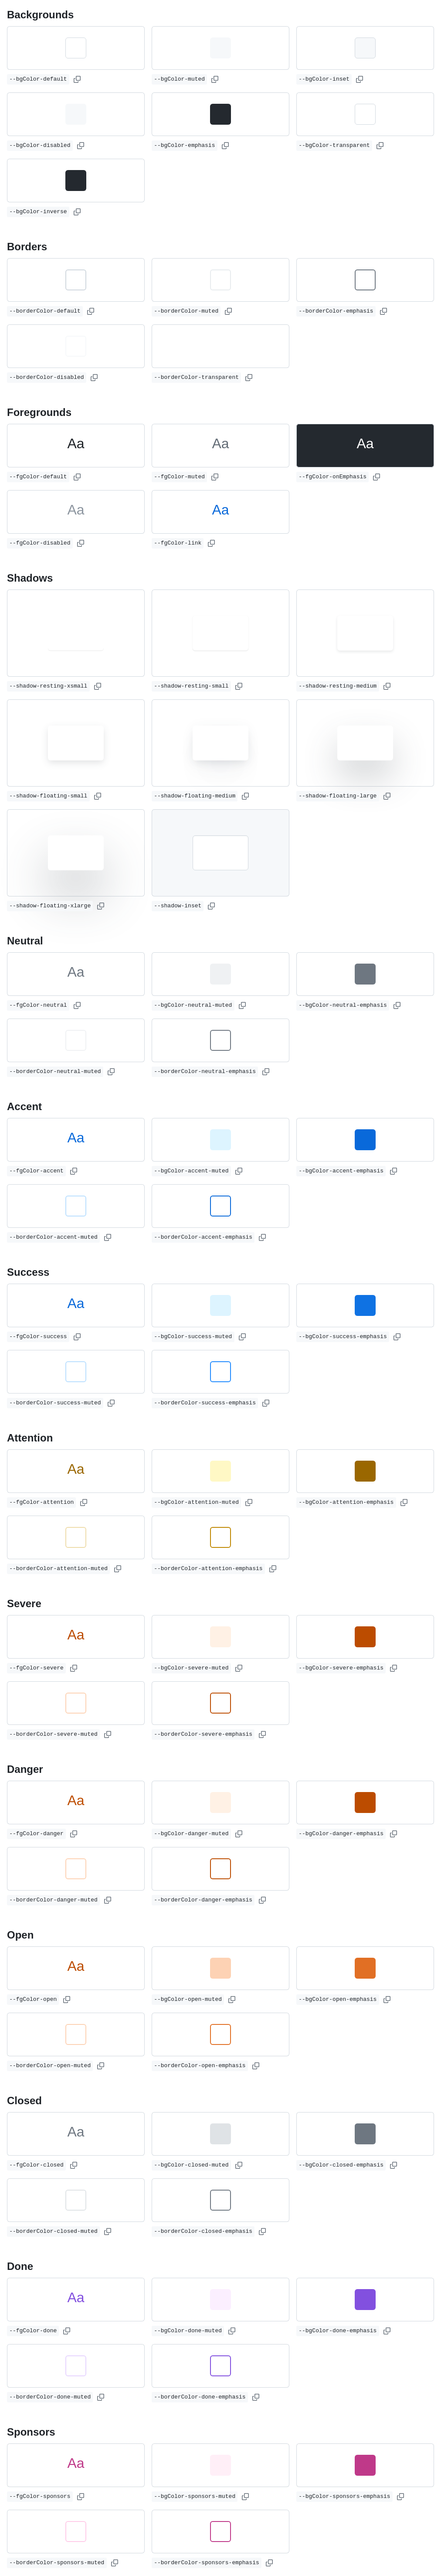 Backgrounds
--bgColor-default --bgColor-muted --bgColor-inset
--bgColor-disabled --bgColor-emphasis --bgColor-transparent
--bgColor-inverse
Borders
--borderColor-default --borderColor-muted --borderColor-emphasis
--borderColor-disabled --borderColor-transparent
Foregrounds
Aa Aa Aa
--fgColor-default --fgColor-muted --fgColor-onEmphasis
Aa Aa
--fgColor-disabled --fgColor-link
Shadows
--shadow-resting-xsmall --shadow-resting-small --shadow-resting-medium
--shadow-floating-small --shadow-floating-medium --shadow-floating-large
--shadow-floating-xlarge --shadow-inset
Neutral
Aa
--fgColor-neutral --bgColor-neutral-muted --bgColor-neutral-emphasis
--borderColor-neutral-muted --borderColor-neutral-emphasis
Accent
Aa
--fgColor-accent --bgColor-accent-muted --bgColor-accent-emphasis
--borderColor-accent-muted --borderColor-accent-emphasis
Success
Aa
--fgColor-success --bgColor-success-muted --bgColor-success-emphasis
--borderColor-success-muted --borderColor-success-emphasis
Attention
Aa
--fgColor-attention --bgColor-attention-muted --bgColor-attention-emphasis
--borderColor-attention-muted --borderColor-attention-emphasis
Severe
Aa
--fgColor-severe --bgColor-severe-muted --bgColor-severe-emphasis
--borderColor-severe-muted --borderColor-severe-emphasis
Danger
Aa
--fgColor-danger --bgColor-danger-muted --bgColor-danger-emphasis
--borderColor-danger-muted --borderColor-danger-emphasis
Open
Aa
--fgColor-open --bgColor-open-muted --bgColor-open-emphasis
--borderColor-open-muted --borderColor-open-emphasis
Closed
Aa
--fgColor-closed --bgColor-closed-muted --bgColor-closed-emphasis
--borderColor-closed-muted --borderColor-closed-emphasis
Done
Aa
--fgColor-done --bgColor-done-muted --bgColor-done-emphasis
--borderColor-done-muted --borderColor-done-emphasis
Sponsors
Aa
--fgColor-sponsors --bgColor-sponsors-muted --bgColor-sponsors-emphasis
--borderColor-sponsors-muted --borderColor-sponsors-emphasis